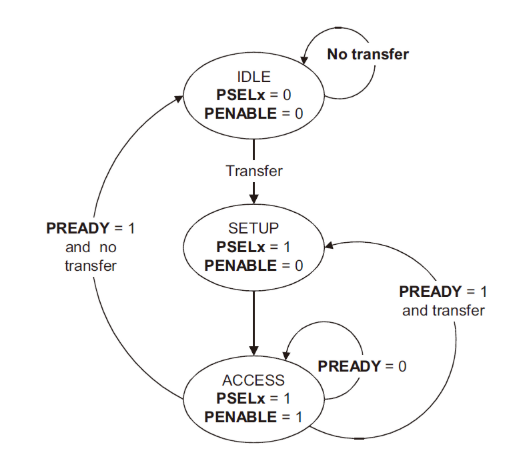 No transfer
IDLE
PSELx = 0
PENABLE = 0
Transfer
SETUP
PSELx = 1
PENABLE = 0
PREADY = 1
and no
transfer
PREADY = 1
and transfer
PREADY = 0
ACCESS
PSELx = 1
PENABLE = 1